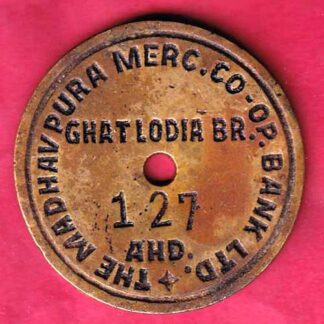 THE MADHAVPURA MERC. CO-OP. BANK LTD.
GHATLODIA BR.
127
AHD.